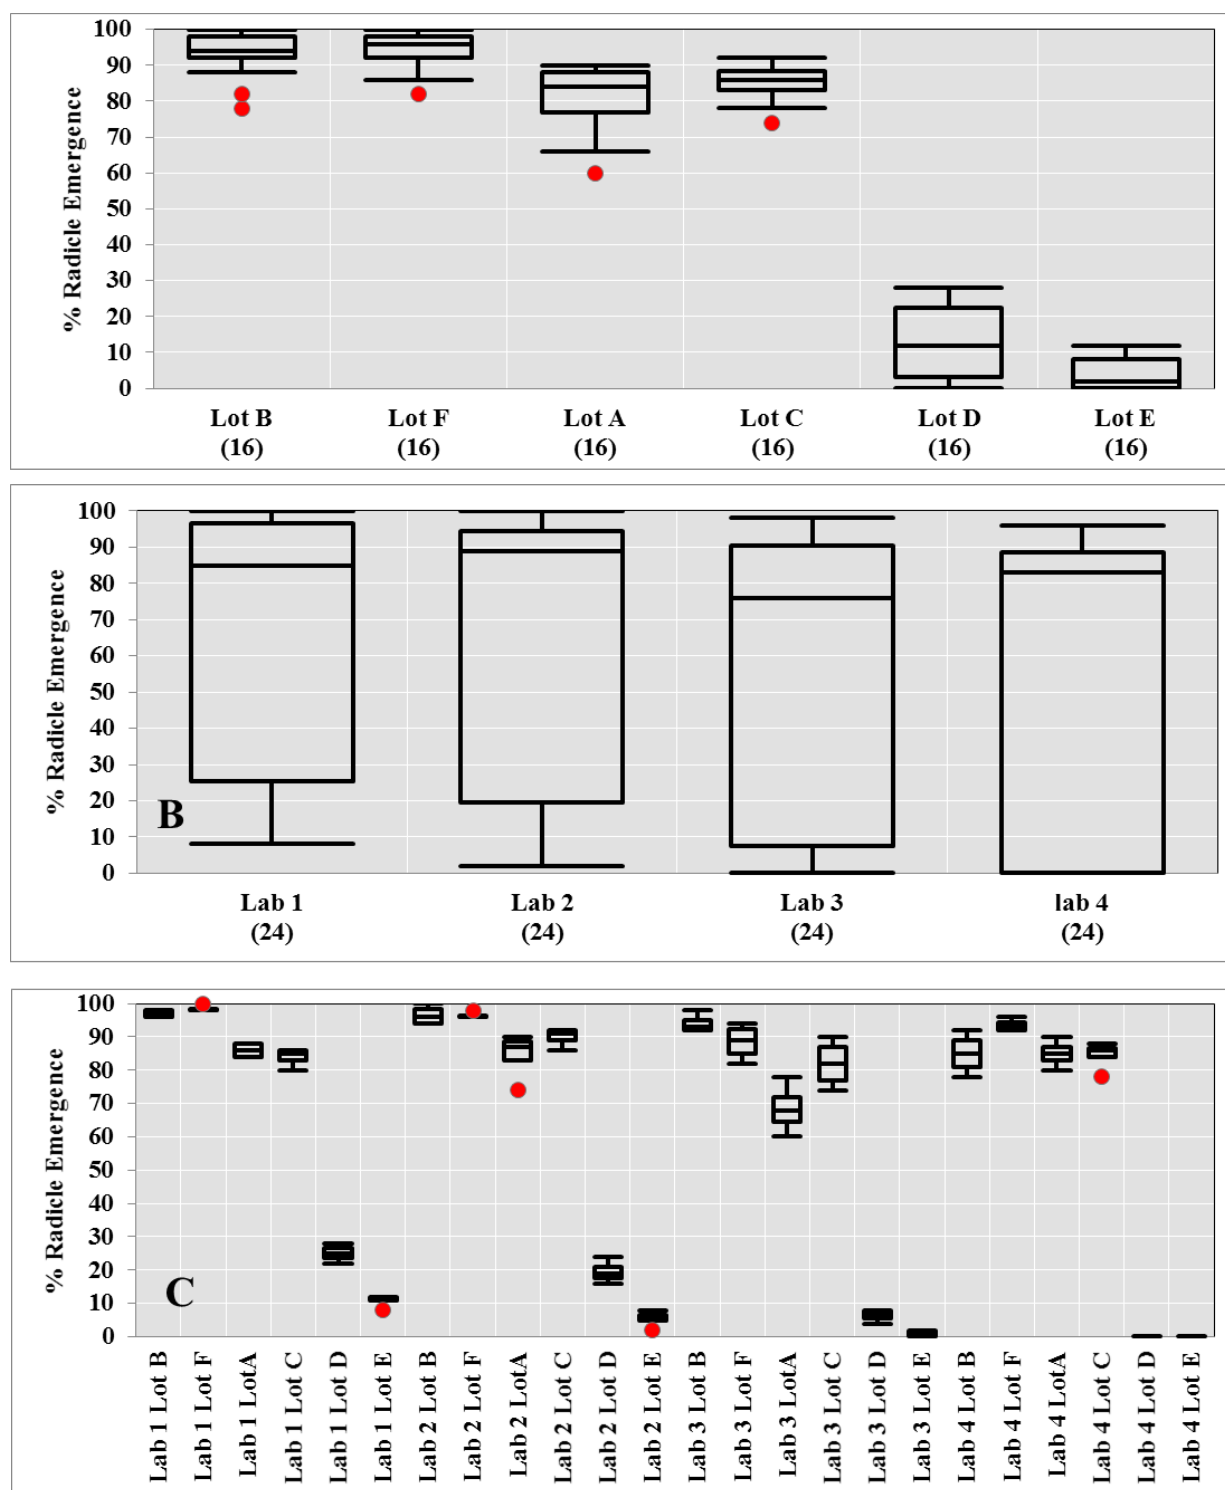 % Radicle Emergence
100
90
80
70
60
50
40
30
20
10
0
Lot B Lot F Lot A Lot C Lot D Lot E
(16) (16) (16) (16) (16) (16)
% Radicle Emergence
100
90
80
70
60
50
40
30
20
10
0
B
Lab 1 Lab 2 Lab 3 lab 4
(24) (24) (24) (24)
% Radicle Emergence
100
90
80
70
60
50
40
30
20
10
0
C
Lab 1 Lot B
Lab 1 Lot F
Lab 1 LotA
Lab 1 Lot C
Lab 1 Lot D
Lab 1 Lot E
Lab 2 Lot B
Lab 2 Lot F
Lab 2 LotA
Lab 2 Lot C
Lab 2 Lot D
Lab 2 Lot E
Lab 3 Lot B
Lab 3 Lot F
Lab 3 LotA
Lab 3 Lot C
Lab 3 Lot D
Lab 3 Lot E
Lab 4 Lot B
Lab 4 Lot F
Lab 4 LotA
Lab 4 Lot C
Lab 4 Lot D
Lab 4 Lot E